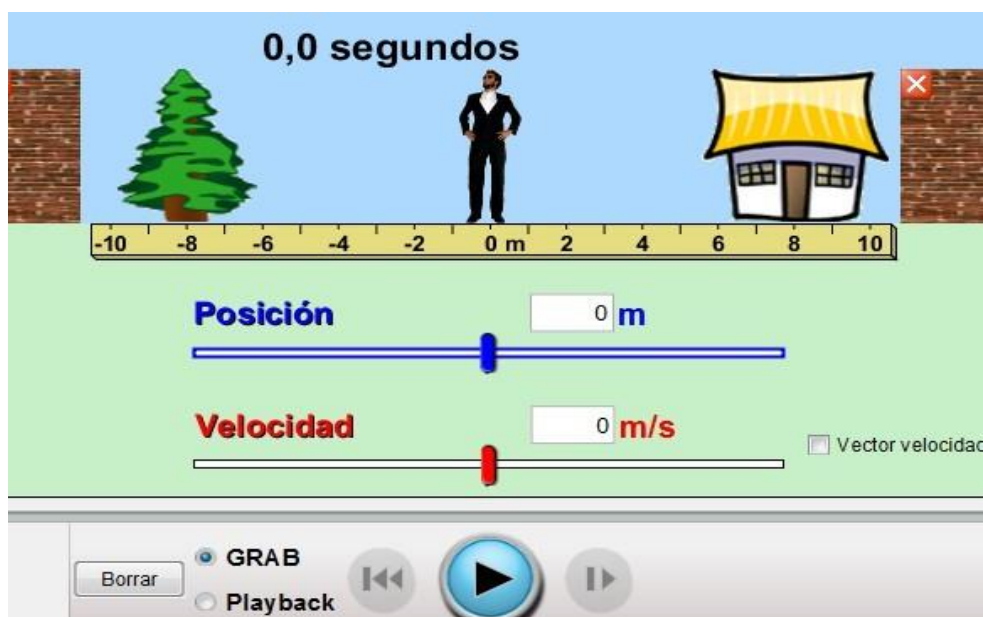 0,0 segundos
-10 -8 -6 -4 -2 0 m 2 4 6 8 10
Posición 0 m
Velocidad 0 m/s
Vector velocidad
GRAB
Borrar
Playback